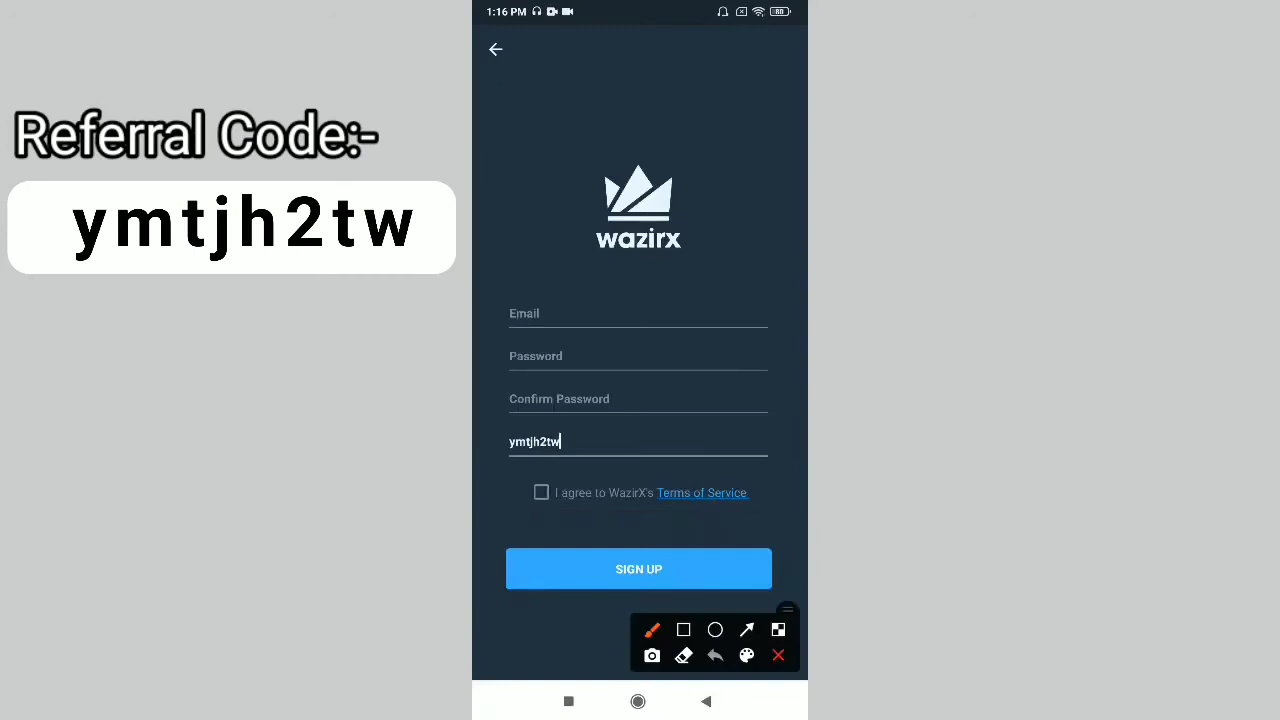 1:16 PM
80
Referral Code:-
ymtjh2tw
wazirx
Email
Password
Confirm Password
ymtjh2tw
I agree to WazirX's Terms of Service
SIGN UP